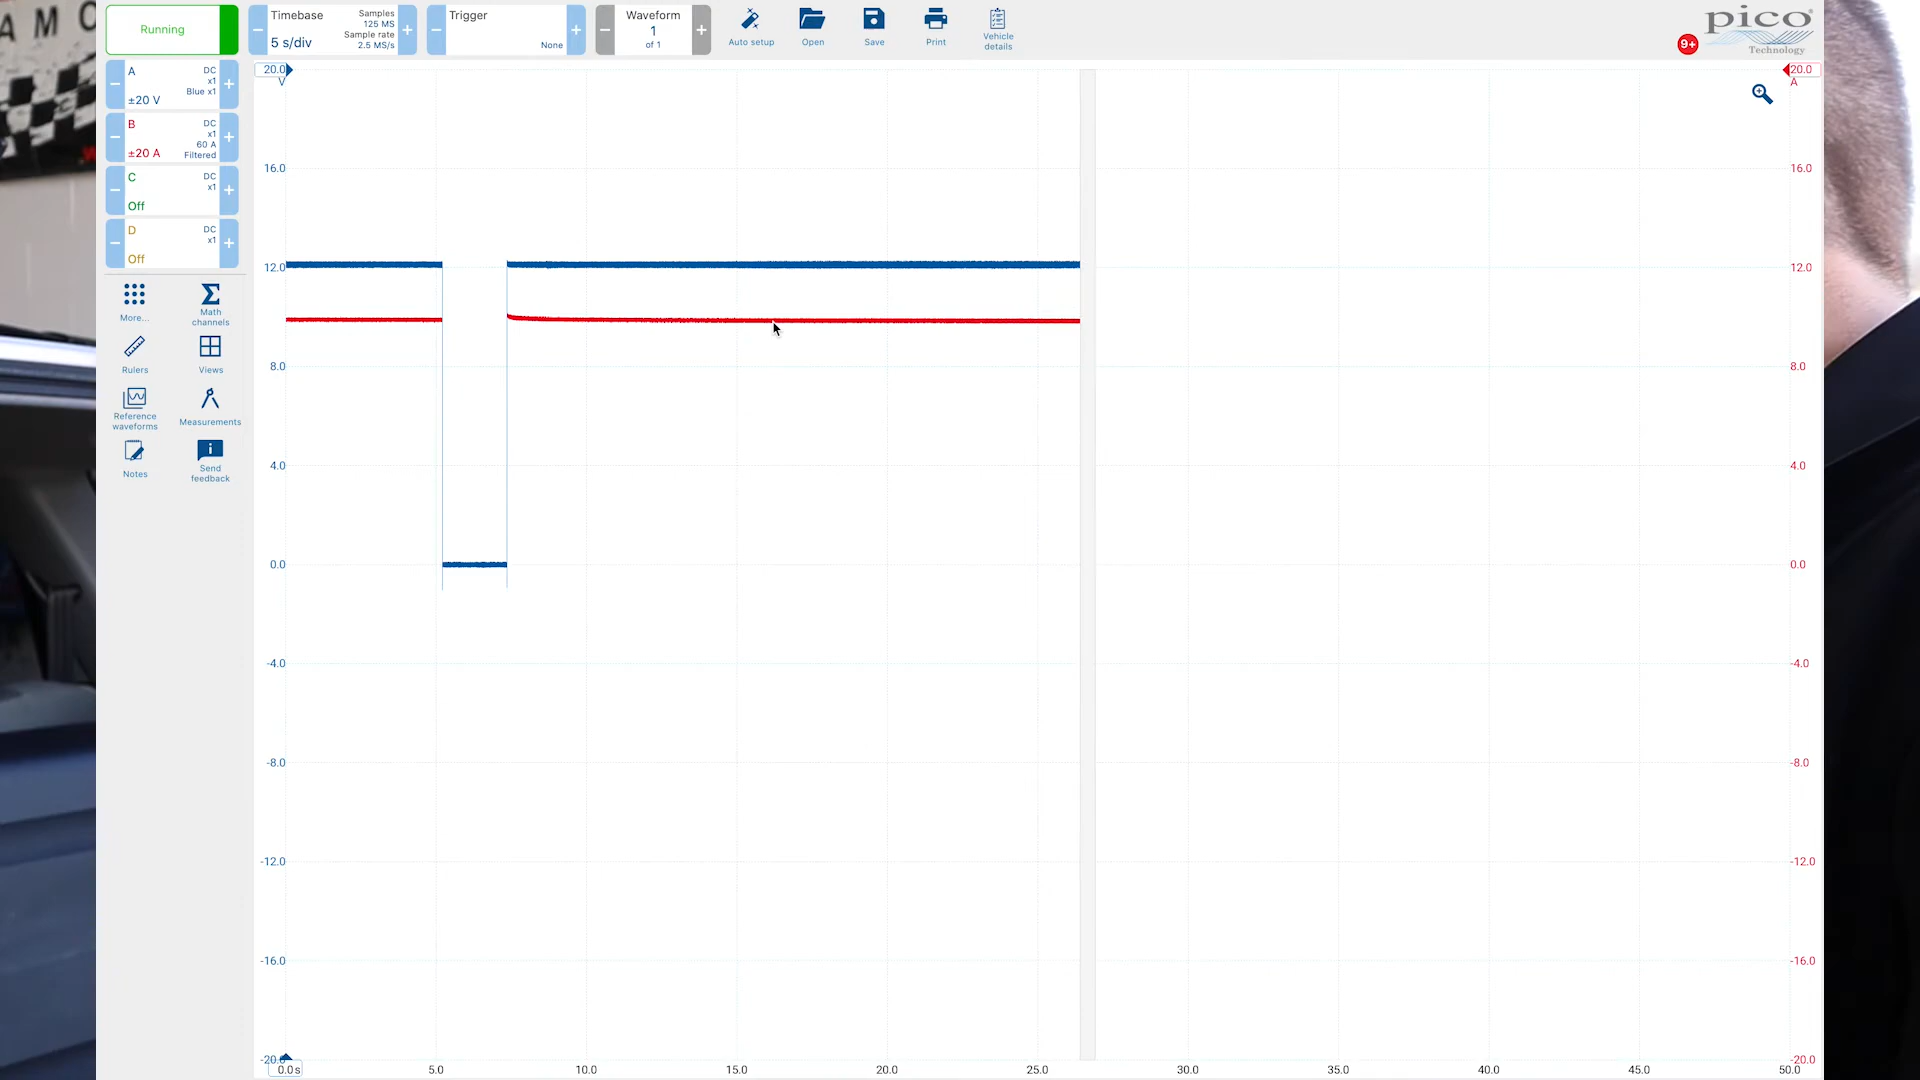 A M C
Running
Timebase
5 s/div
Samples
125 MS
Sample rate
2.5 MS/s
Trigger
None
Waveform
1
of 1
Auto setup
Open
Save
Print
Vehicle
details
9+
pico
Technology
A
±20 V
DC
x1
Blue x1
B
±20 A
DC
x1
60 A
Filtered
C
Off
DC
x1
D
Off
DC
x1
More...
Math
channels
Rulers
Views
Reference
waveforms
Measurements
Notes
Send
feedback
20.0
V
16.0
12.0
8.0
4.0
0.0
-4.0
-8.0
-12.0
-16.0
-20.0
20.0
A
16.0
12.0
8.0
4.0
0.0
-4.0
-8.0
-12.0
-16.0
-20.0
0.0 s
5.0
10.0
15.0
20.0
25.0
30.0
35.0
40.0
45.0
50.0